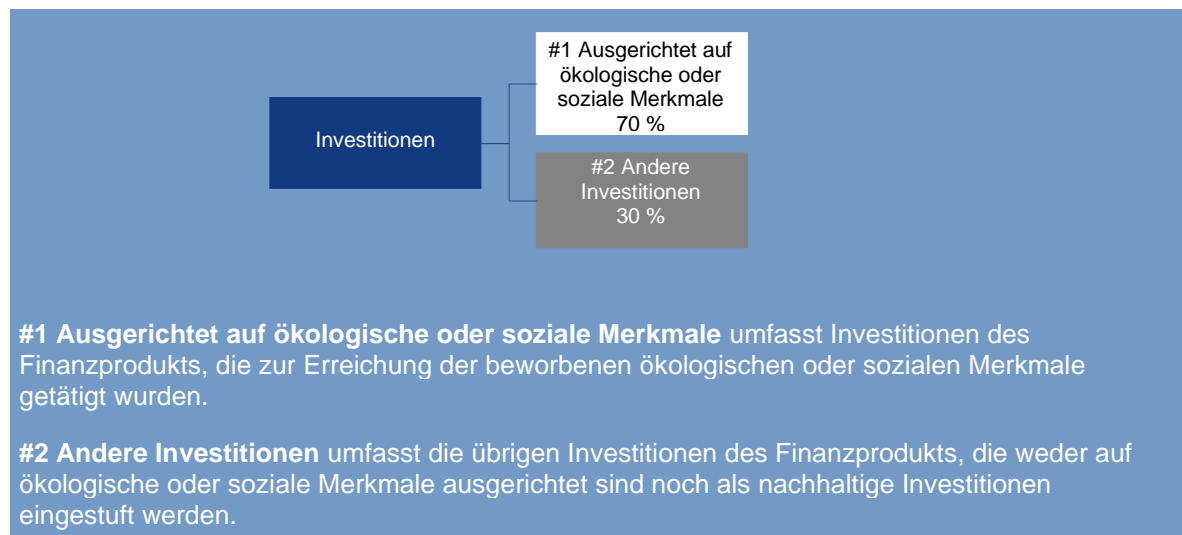 #1 Ausgerichtet auf
ökologische oder
soziale Merkmale
70 %
Investitionen
#2 Andere
Investitionen
30 %
#1 Ausgerichtet auf ökologische oder soziale Merkmale umfasst Investitionen des
Finanzprodukts, die zur Erreichung der beworbenen ökologischen oder sozialen Merkmale
getätigt wurden.
#2 Andere Investitionen umfasst die übrigen Investitionen des Finanzprodukts, die weder auf
ökologische oder soziale Merkmale ausgerichtet sind noch als nachhaltige Investitionen
eingestuft werden.